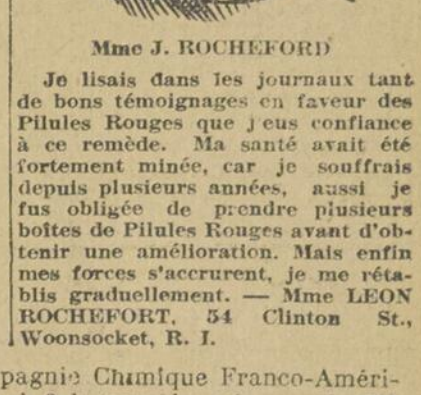 Mme J. ROCHEFORD
Je lisais dans les journaux tant
de bons témoignages en faveur des
Pilules Rouges que j eus confiance
à ce remède. Ma santé avait été
fortement minée, car je souffrais
depuis plusieurs années, aussi je
fus obligée de prendre plusieurs
boîtes de Pilules Rouges avant d'ob-
tenir une amélioration. Mais enfin
mes forces s'accrurent, je me réta-
blis graduellement. — Mme LEON
ROCHEFORT, 54 Clinton St.,
Woonsocket, R. I.
pagnie Chimique Franco-Améri-